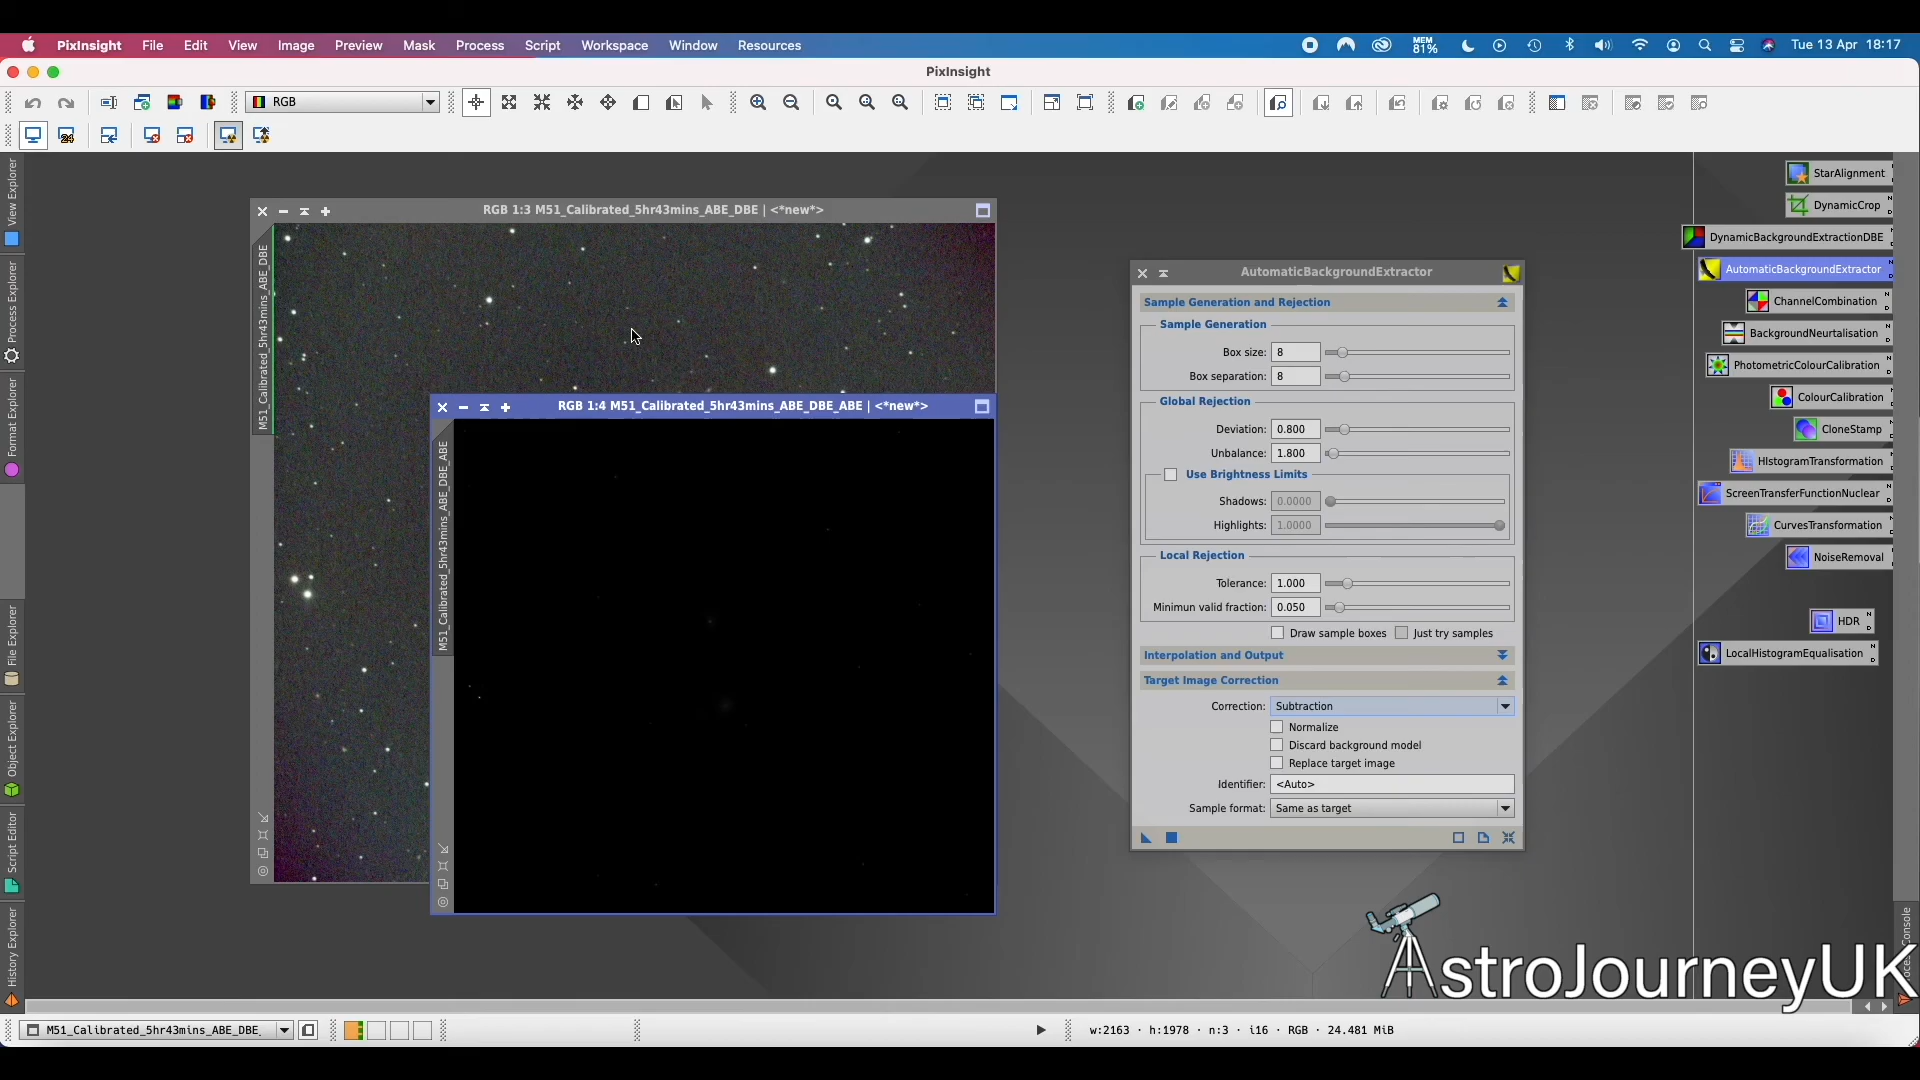 PixInsight File Edit View Image Preview Mask Process Script Workspace Window Resources
MEM 81%
Tue 13 Apr 18:17
PixInsight
RGB
24
View Explorer
Process Explorer
Format Explorer
File Explorer
Object Explorer
Script Editor
History Explorer
RGB 1:3 M51_Calibrated_5hr43mins_ABE_DBE | <*new*>
M51_Calibrated_5hr43mins_ABE_DBE
RGB 1:4 M51_Calibrated_5hr43mins_ABE_DBE_ABE | <*new*>
M51_Calibrated_5hr43mins_ABE_DBE_ABE
AutomaticBackgroundExtractor
Sample Generation and Rejection
Sample Generation
Box size: 8
Box separation: 8
Global Rejection
Deviation: 0.800
Unbalance: 1.800
Use Brightness Limits
Shadows: 0.0000
Highlights: 1.0000
Local Rejection
Tolerance: 1.000
Minimun valid fraction: 0.050
Draw sample boxes Just try samples
Interpolation and Output
Target Image Correction
Correction: Subtraction
Normalize
Discard background model
Replace target image
Identifier: <Auto>
Sample format: Same as target
StarAlignment
DynamicCrop
DynamicBackgroundExtractionDBE
AutomaticBackgroundExtractor
ChannelCombination
BackgroundNeurtalisation
PhotometricColourCalibration
ColourCalibration
CloneStamp
HIstogramTransformation
ScreenTransferFunctionNuclear
CurvesTransformation
NoiseRemoval
HDR
LocalHistogramEqualisation
Console
AstroJourneyUK
M51_Calibrated_5hr43mins_ABE_DBE_
w:2163 · h:1978 · n:3 · i16 · RGB · 24.481 MiB